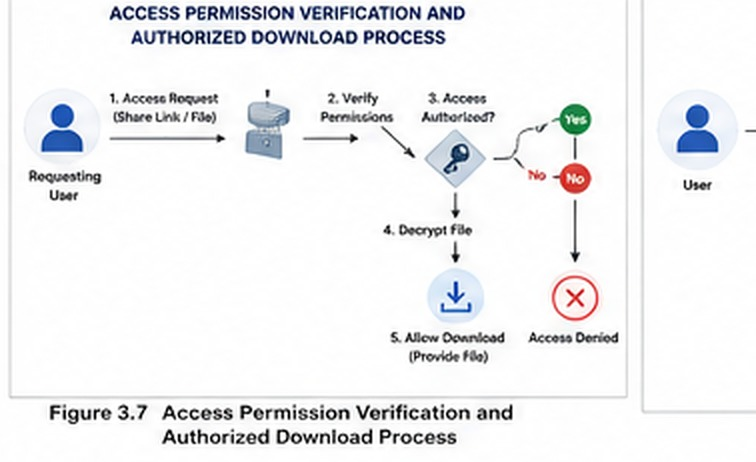 ACCESS PERMISSION VERIFICATION AND
AUTHORIZED DOWNLOAD PROCESS
1. Access Request
(Share Link / File)
2. Verify
Permissions
3. Access
Authorized?
Yes
No
No
Requesting
User
User
4. Decrypt File
5. Allow Download
(Provide File)
Access Denied
Figure 3.7 Access Permission Verification and
Authorized Download Process